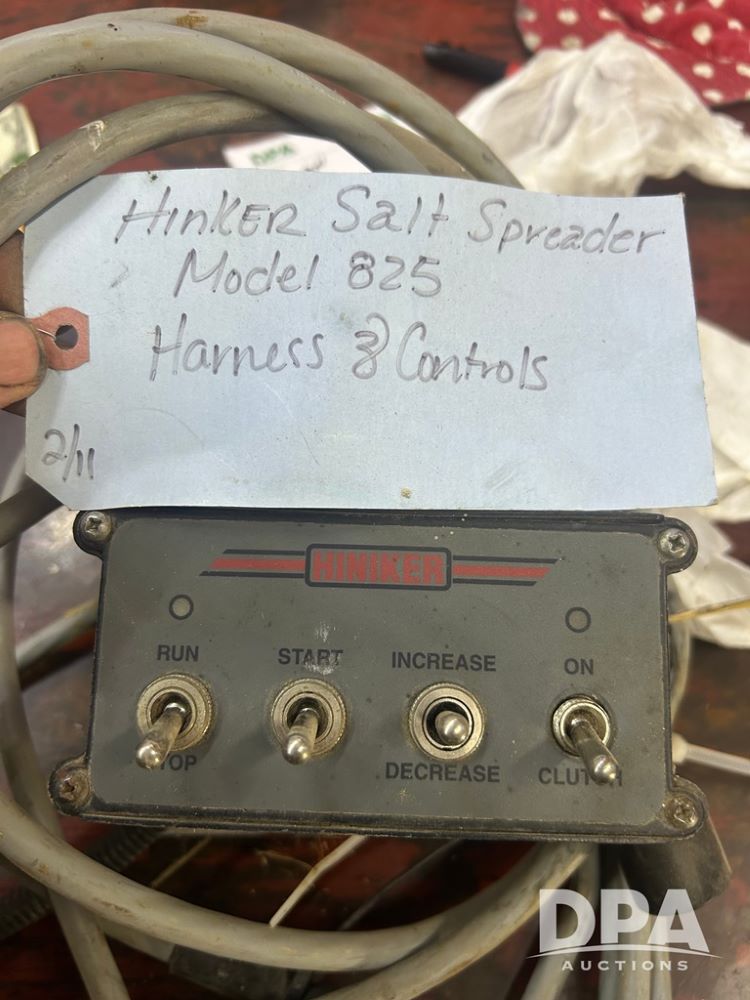 DPA
HINKER Salt Spreader
Model 825
Harness & Controls
2/11
HINIKER
RUN
START
INCREASE
ON
STOP
DECREASE
CLUTCH
DPA
AUCTIONS